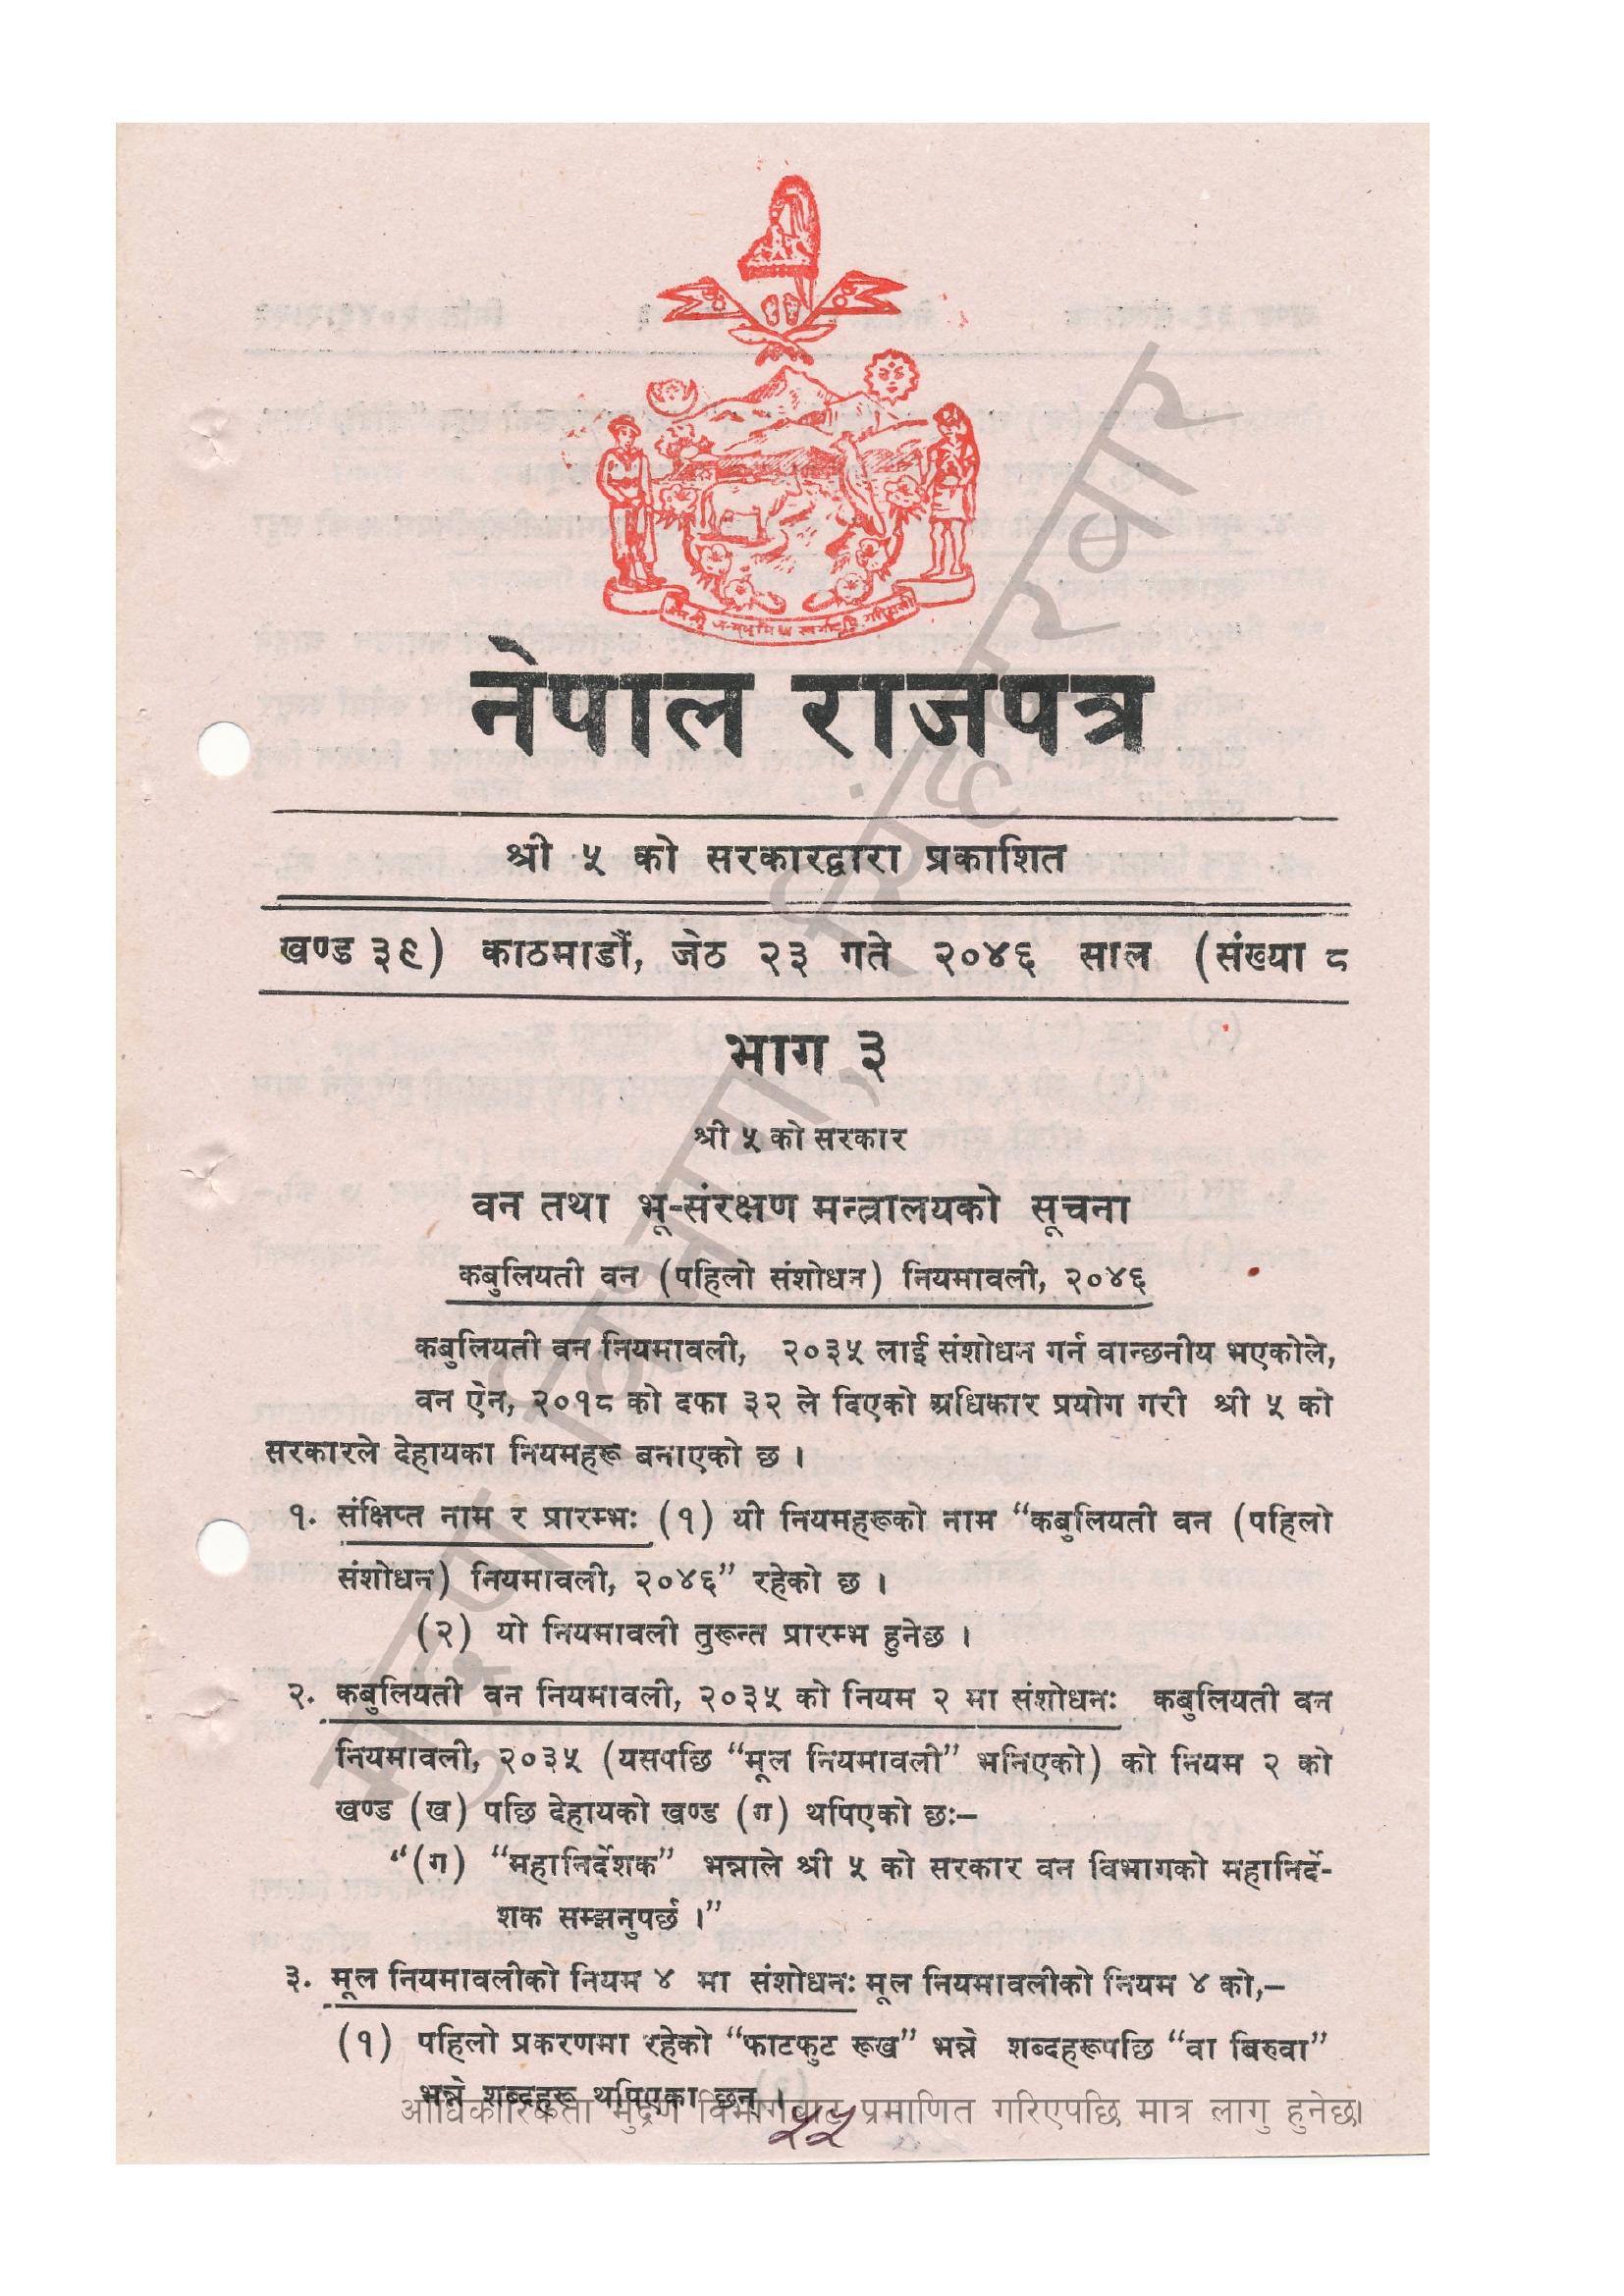 नेपाल राजपत्र
श्री ५ को सरकारद्वारा प्रकाशित
खण्ड ३९) काठमाडौं, जेठ २३ गते २०४६ साल (संख्या ८
भाग ३
श्री ५ को सरकार
वन तथा भू-संरक्षण मन्त्रालयको सूचना
कबुलियती वन (पहिलो संशोधन) नियमावली, २०४६
कबुलियती वन नियमावली, २०३५ लाई संशोधन गर्न वान्छनीय भएकोले,
वन ऐन, २०१८ को दफा ३२ ले दिएको अधिकार प्रयोग गरी श्री ५ को
सरकारले देहायका नियमहरू बनाएको छ ।
१. संक्षिप्त नाम र प्रारम्भः (१) यी नियमहरूको नाम “कबुलियती वन (पहिलो
संशोधन) नियमावली, २०४६” रहेको छ ।
(२) यो नियमावली तुरून्त प्रारम्भ हुनेछ ।
२. कबुलियती वन नियमावली, २०३५ को नियम २ मा संशोधनः कबुलियती वन
नियमावली, २०३५ (यसपछि “मूल नियमावली” भनिएको) को नियम २ को
खण्ड (ख) पछि देहायको खण्ड (ग) थपिएको छः–
“(ग) “महानिर्देशक” भन्नाले श्री ५ को सरकार वन विभागको महानिर्दे-
शक सम्झनुपर्छ ।”
३. मूल नियमावलीको नियम ४ मा संशोधनः मूल नियमावलीको नियम ४ को,–
(१) पहिलो प्रकरणमा रहेको “फाटफुट रूख” भन्ने शब्दहरूपछि “वा बिरुवा”
भन्ने शब्दहरू थपिएका छन् ।
आधिकारिकता मुद्रण विभागबाट प्रमाणित गरिएपछि मात्र लागु हुनेछ।
५५
मुद्रण विभाग, सिंहदरबार